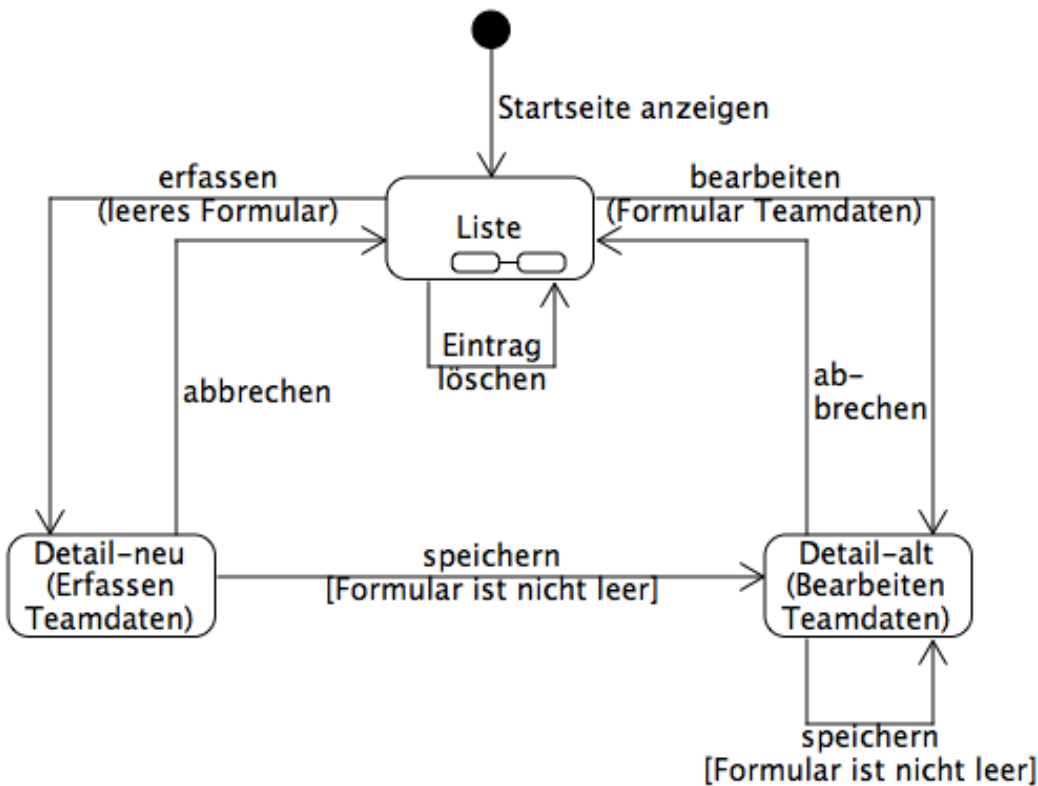 Startseite anzeigen
erfassen
(leeres Formular)
bearbeiten
(Formular Teamdaten)
Liste
Eintrag
löschen
abbrechen
ab-
brechen
Detail-neu
(Erfassen
Teamdaten)
speichern
[Formular ist nicht leer]
Detail-alt
(Bearbeiten
Teamdaten)
speichern
[Formular ist nicht leer]